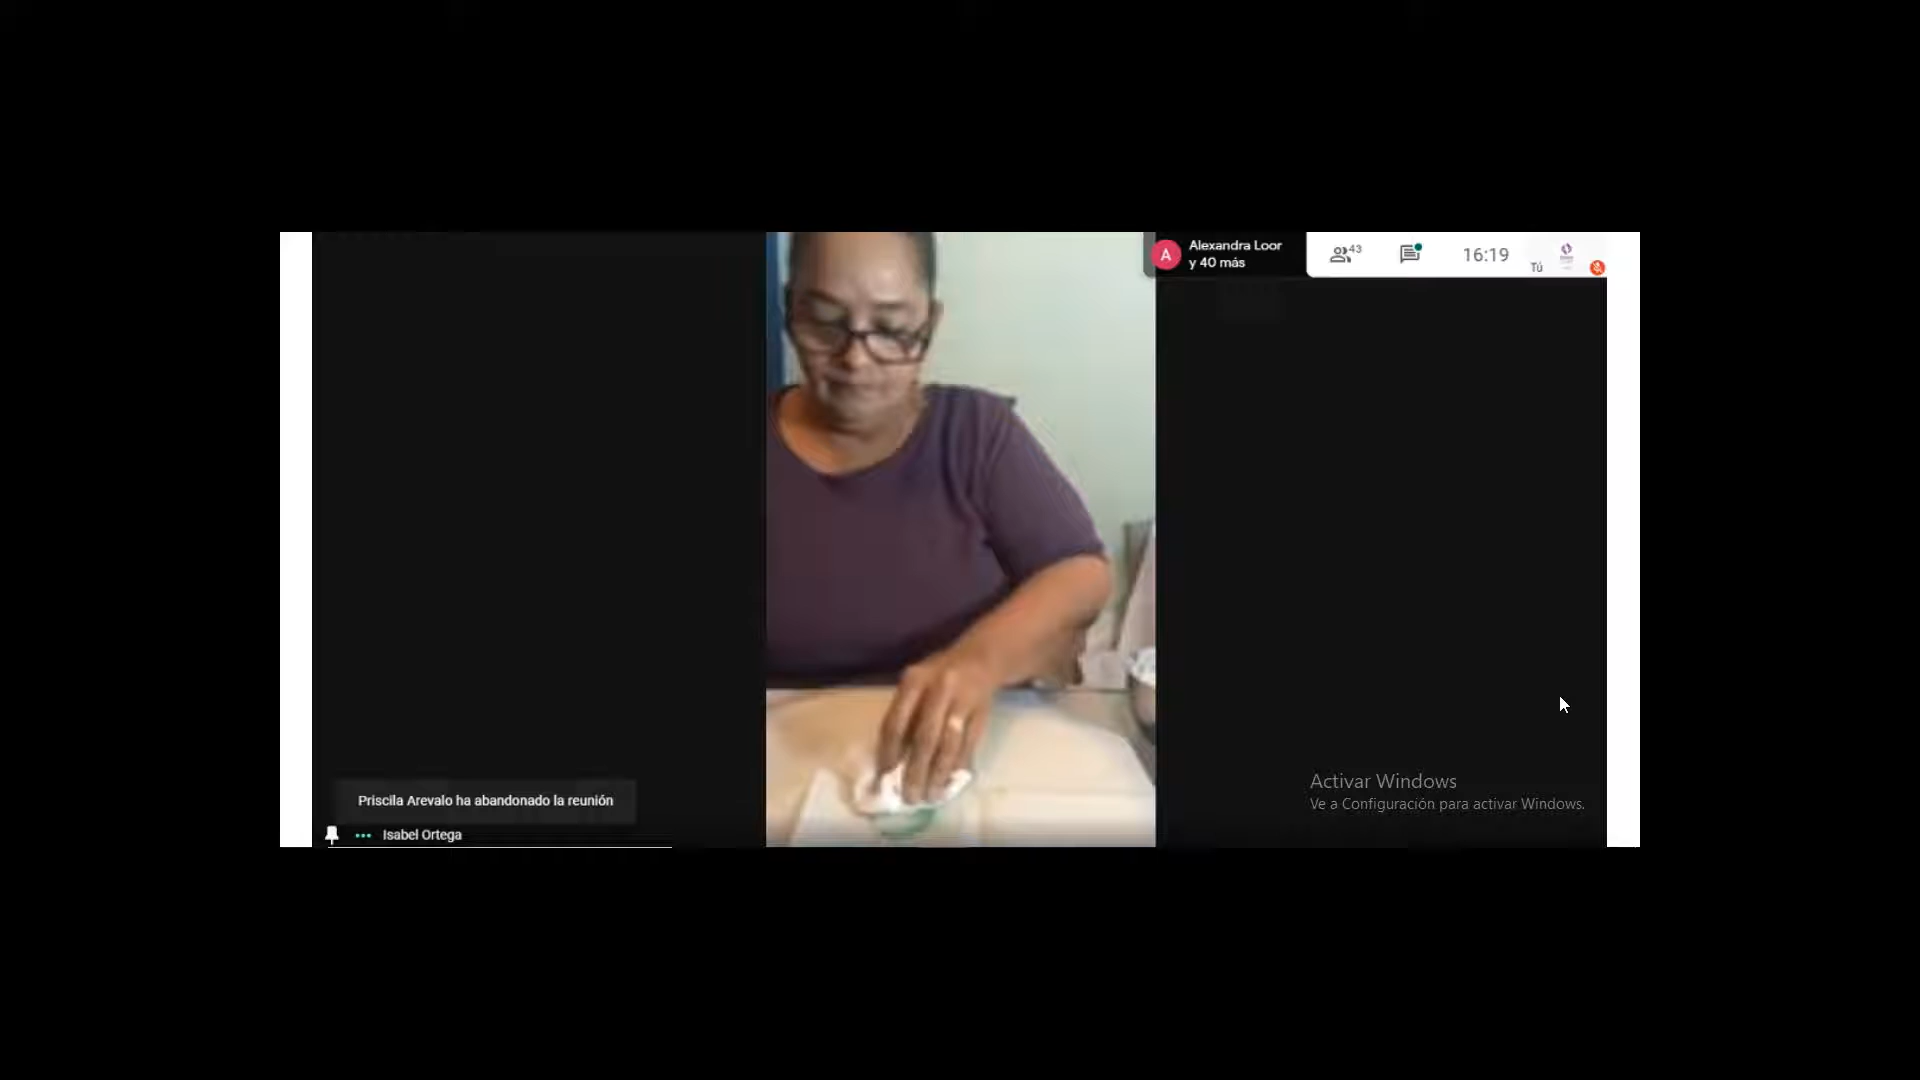 Alexandra Loor
y 40 más
A
43
16:19
Tú
Activar Windows
Ve a Configuración para activar Windows.
Priscila Arevalo ha abandonado la reunión
Isabel Ortega